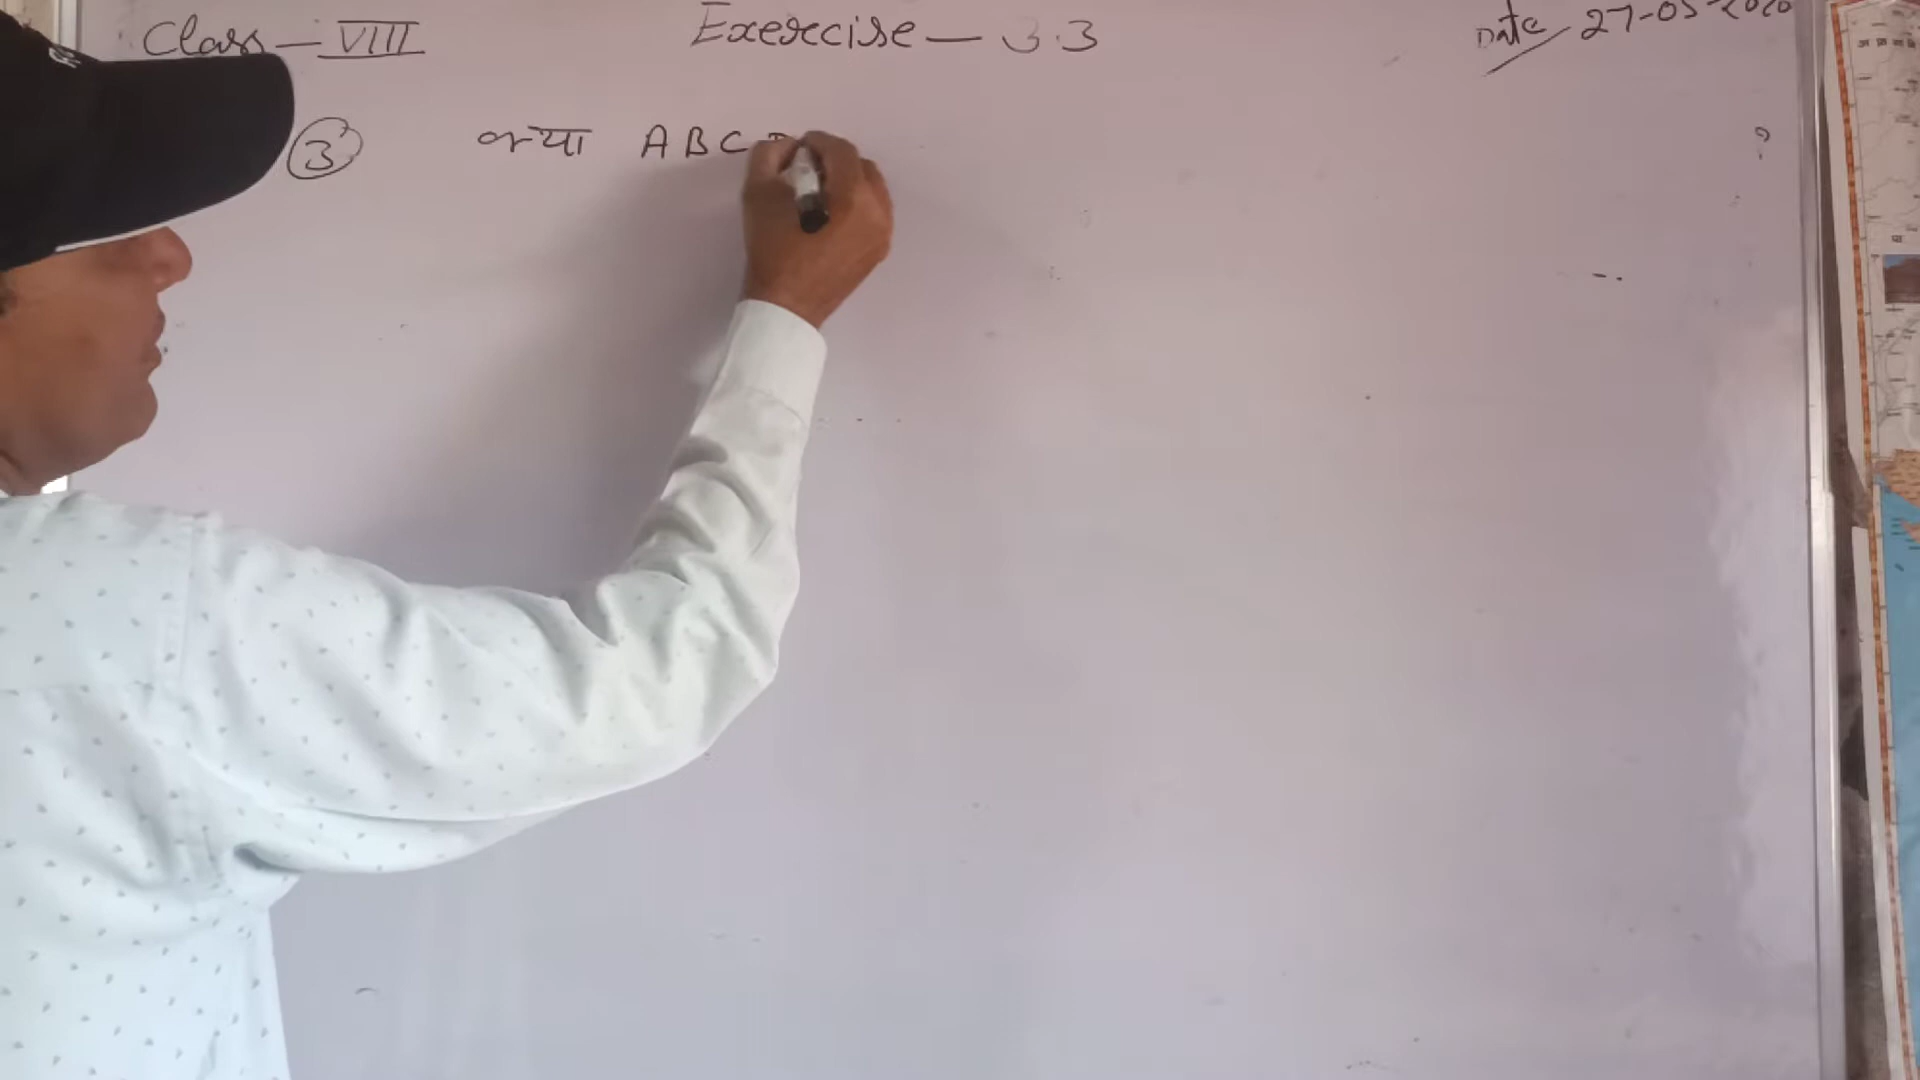 Class - VIII Exercise - 3.3 Date 27-05-2020
3 क्या A B C D
?